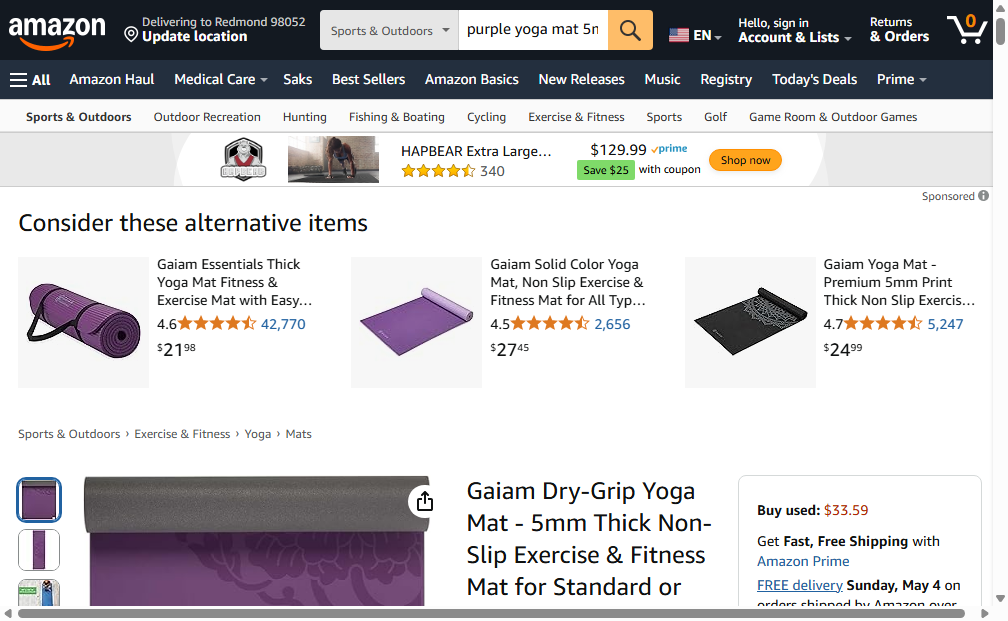 amazon
Delivering to Redmond 98052
Update location
Sports & Outdoors
purple yoga mat 5n
EN
Hello, sign in
Account & Lists
Returns
& Orders
0
All
Amazon Haul
Medical Care
Saks
Best Sellers
Amazon Basics
New Releases
Music
Registry
Today's Deals
Prime
Sports & Outdoors
Outdoor Recreation
Hunting
Fishing & Boating
Cycling
Exercise & Fitness
Sports
Golf
Game Room & Outdoor Games
HAPBEAR
HAPBEAR Extra Large...
340
$129.99 prime
Save $25 with coupon
Shop now
Sponsored
Consider these alternative items
Gaiam Essentials Thick
Yoga Mat Fitness &
Exercise Mat with Easy...
4.6 42,770
$21 98
Gaiam Solid Color Yoga
Mat, Non Slip Exercise &
Fitness Mat for All Typ...
4.5 2,656
$27 45
Gaiam Yoga Mat -
Premium 5mm Print
Thick Non Slip Exercis...
4.7 5,247
$24 99
Sports & Outdoors › Exercise & Fitness › Yoga › Mats
Gaiam Dry-Grip Yoga
Mat - 5mm Thick Non-
Slip Exercise & Fitness
Mat for Standard or
Buy used: $33.59
Get Fast, Free Shipping with
Amazon Prime
FREE delivery Sunday, May 4 on
orders shipped by Amazon over